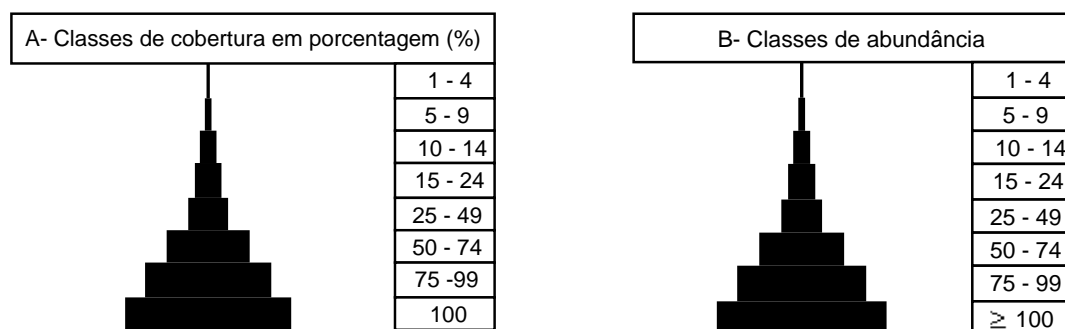 A- Classes de cobertura em porcentagem (%)
1 - 4
5 - 9
10 - 14
15 - 24
25 - 49
50 - 74
75 -99
100
B- Classes de abundância
1 - 4
5 - 9
10 - 14
15 - 24
25 - 49
50 - 74
75 - 99
≥ 100